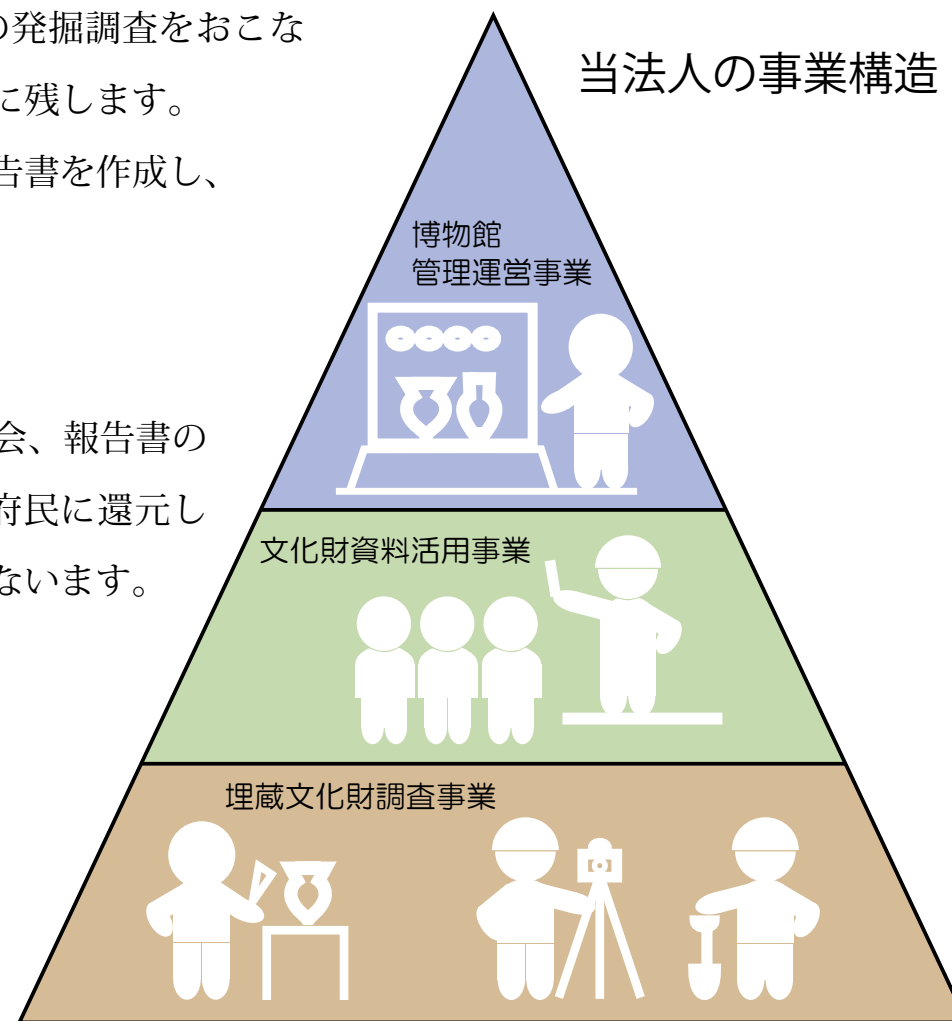 の発掘調査をおこな
に残します。
告書を作成し、
会、報告書の
府民に還元し
ないます。
当法人の事業構造
博物館
管理運営事業
文化財資料活用事業
埋蔵文化財調査事業